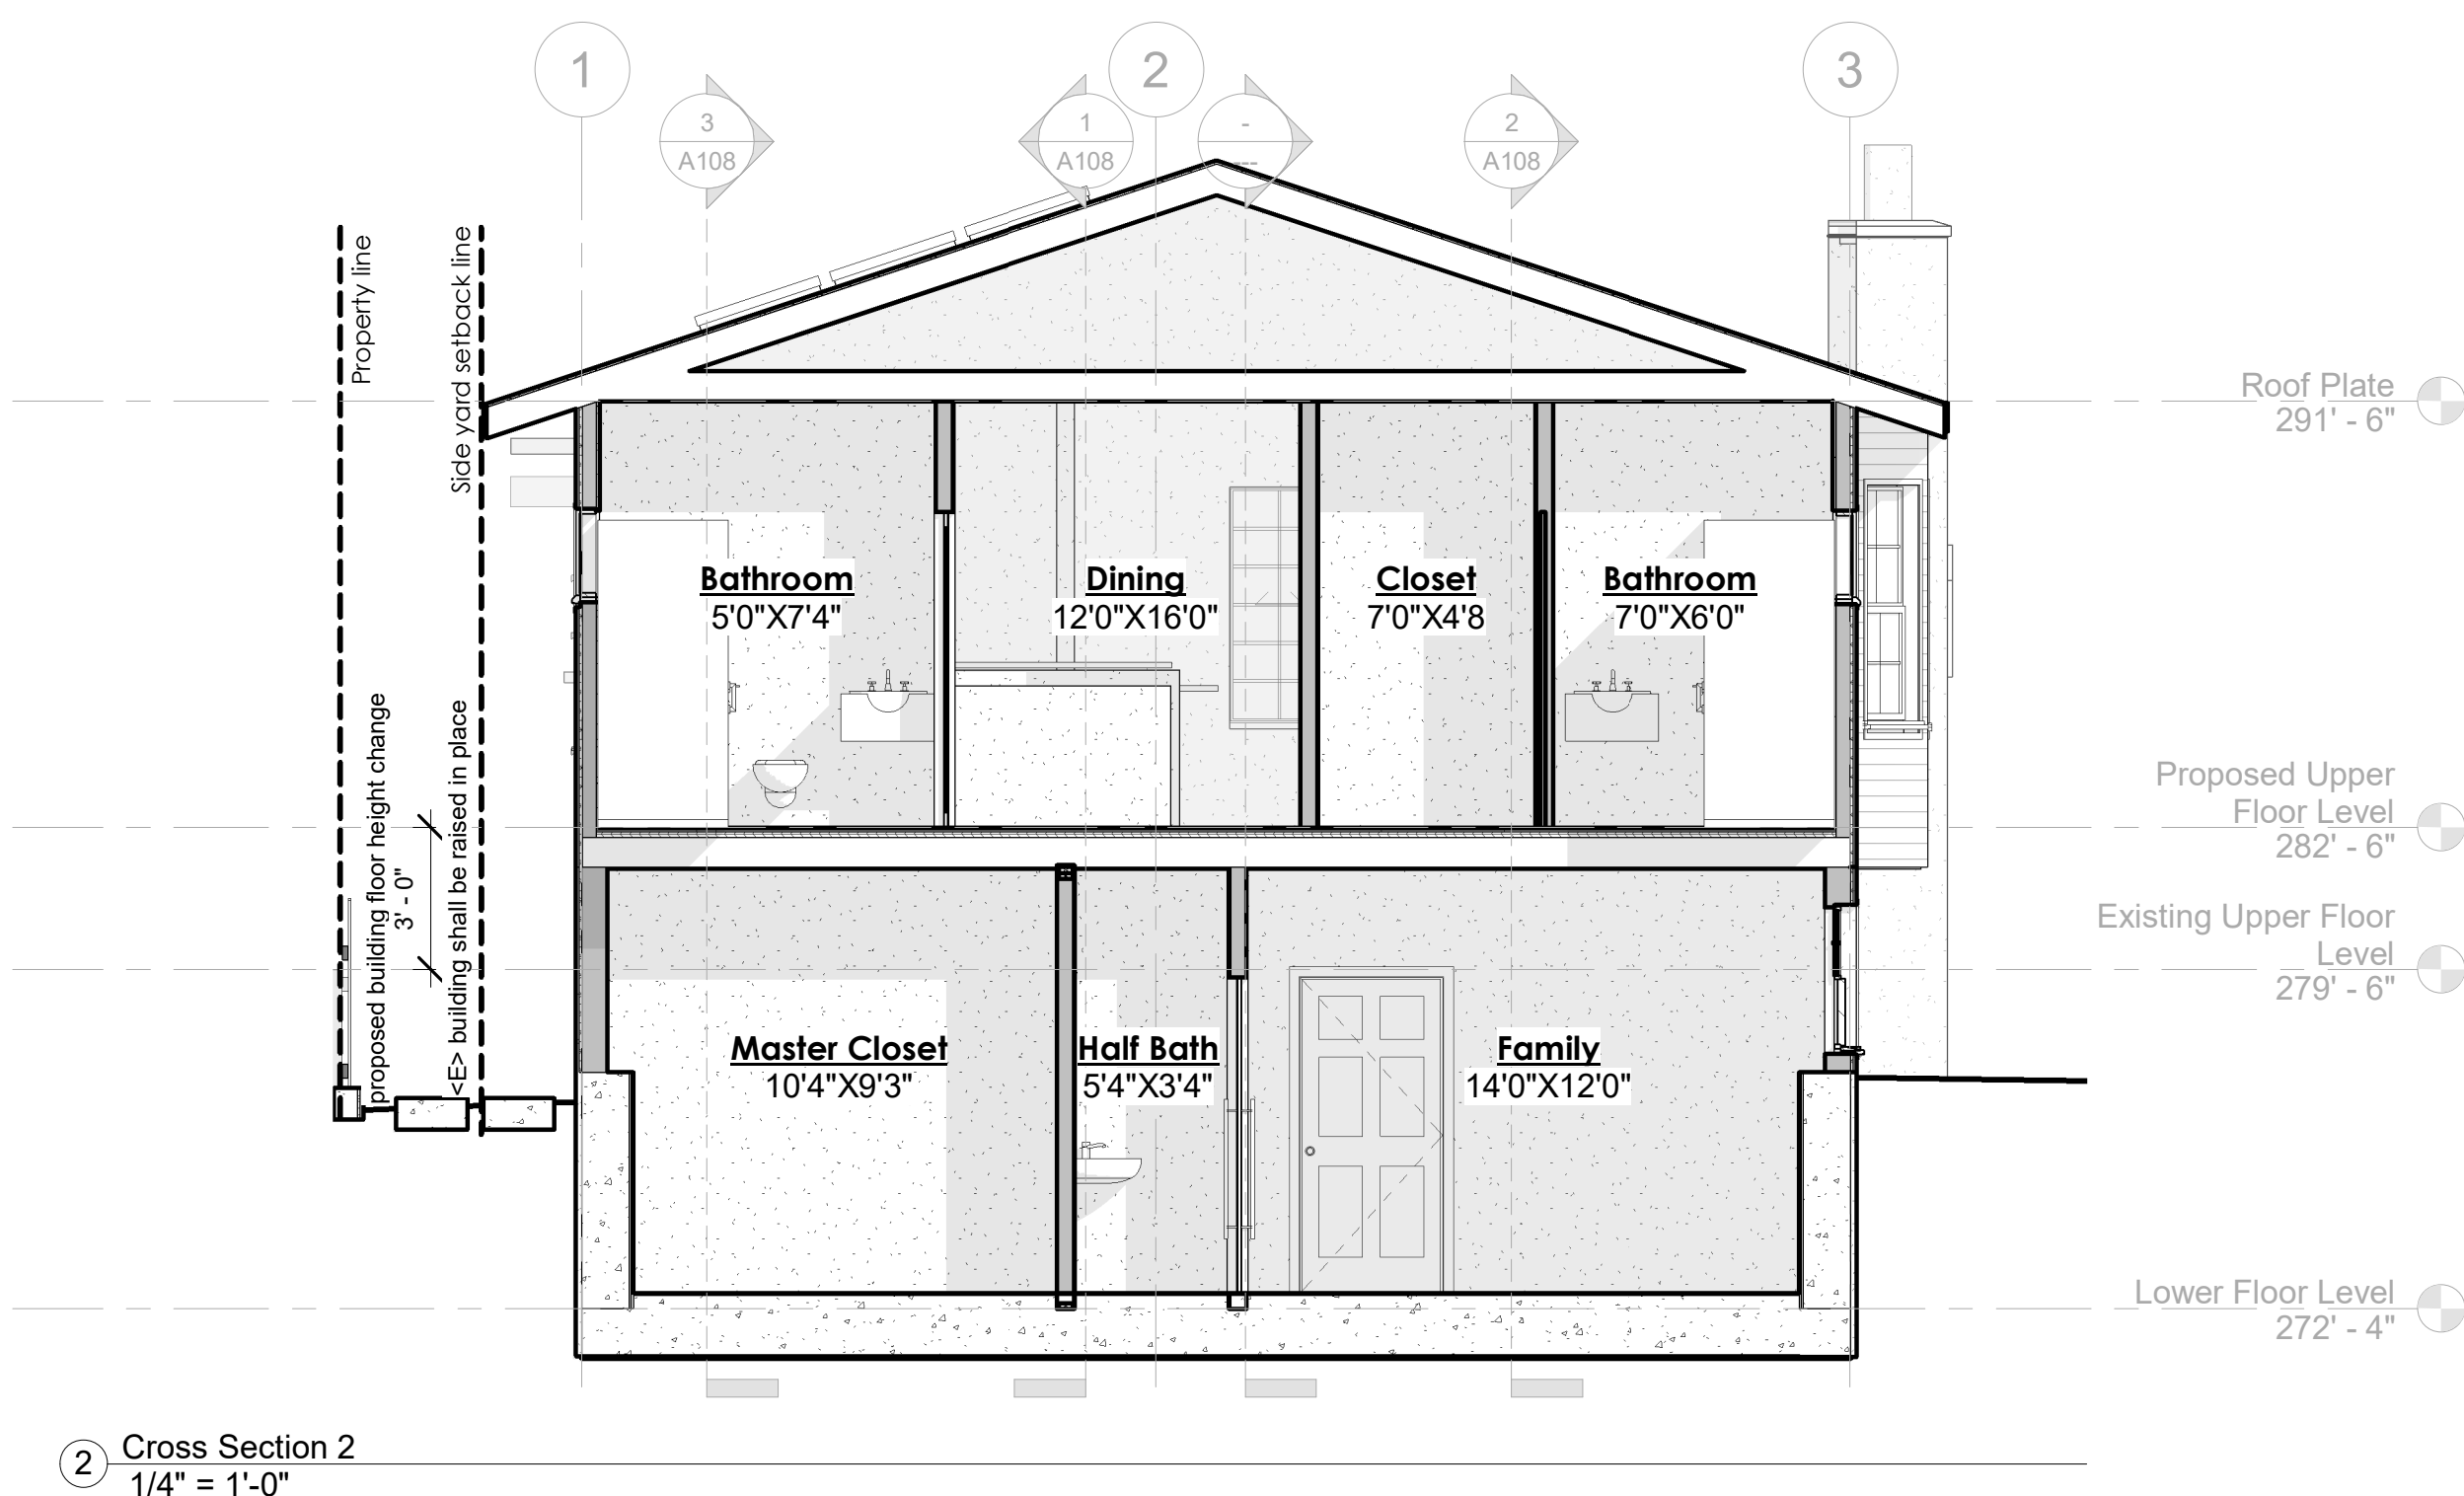 1
2
3
3
A108
1
A108
-
---
2
A108
Property line
Side yard setback line
Roof Plate
291' - 6"
Bathroom
5'0"X7'4"
Dining
12'0"X16'0"
Closet
7'0"X4'8
Bathroom
7'0"X6'0"
proposed building floor height change
3' - 0"
<E> building shall be raised in place
Proposed Upper
Floor Level
282' - 6"
Existing Upper Floor
Level
279' - 6"
Master Closet
10'4"X9'3"
Half Bath
5'4"X3'4"
Family
14'0"X12'0"
Lower Floor Level
272' - 4"
2
Cross Section 2
1/4" = 1'-0"